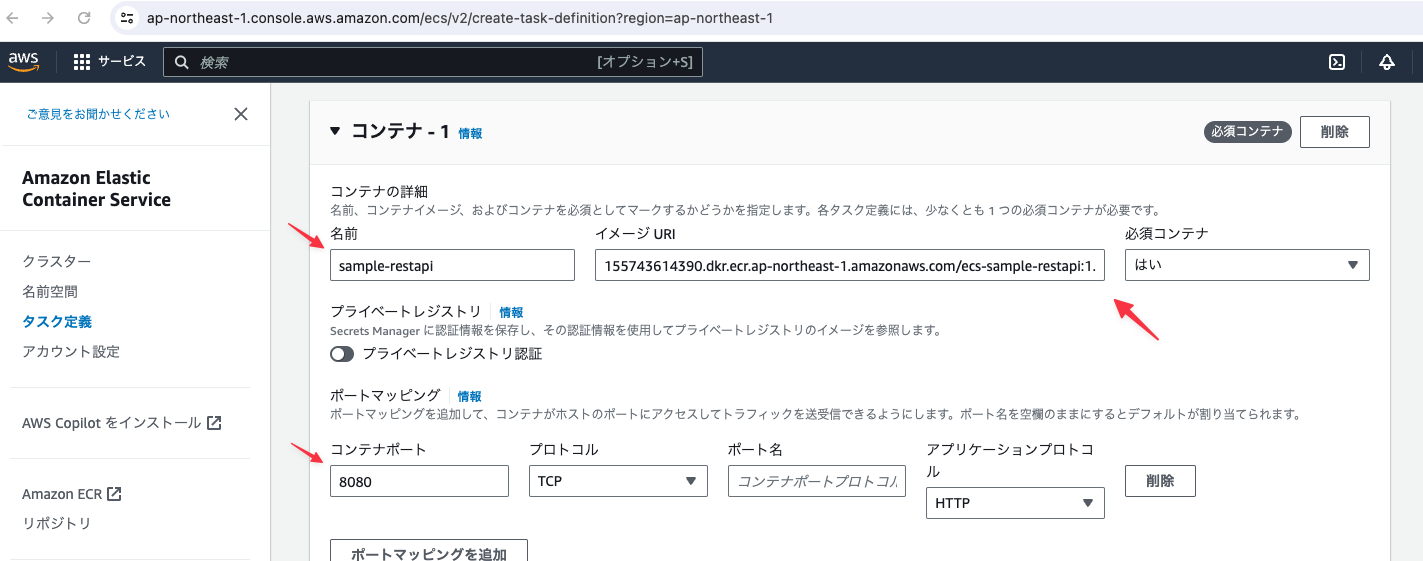 ap-northeast-1.console.aws.amazon.com/ecs/v2/create-task-definition?region=ap-northeast-1
aws
サービス
検索
[オプション+S]
ご意見をお聞かせください
Amazon Elastic
Container Service
クラスター
名前空間
タスク定義
アカウント設定
AWS Copilot をインストール
Amazon ECR
リポジトリ
コンテナ - 1 情報
必須コンテナ
削除
コンテナの詳細
名前、コンテナイメージ、およびコンテナを必須としてマークするかどうかを指定します。各タスク定義には、少なくとも 1 つの必須コンテナが必要です。
名前
イメージ URI
必須コンテナ
sample-restapi
155743614390.dkr.ecr.ap-northeast-1.amazonaws.com/ecs-sample-restapi:1.
はい
プライベートレジストリ 情報
Secrets Manager に認証情報を保存し、その認証情報を使用してプライベートレジストリのイメージを参照します。
プライベートレジストリ認証
ポートマッピング 情報
ポートマッピングを追加して、コンテナがホストのポートにアクセスしてトラフィックを送受信できるようにします。ポート名を空欄のままにするとデフォルトが割り当てられます。
コンテナポート
プロトコル
ポート名
アプリケーションプロトコ
ル
8080
TCP
コンテナポートプロトコル
HTTP
削除
ポートマッピングを追加